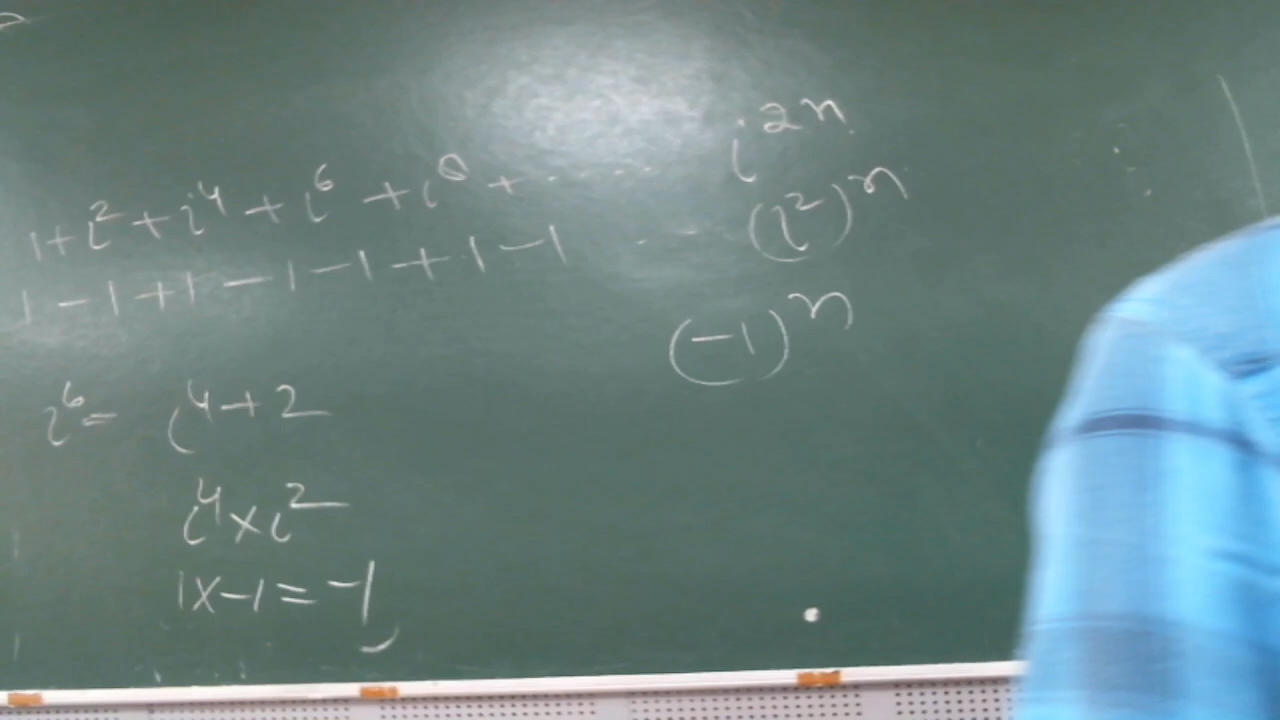 1+i²+i⁴+i⁶+i⁸+...... i²ⁿ
1-1+1-1-1+1-1 ... (i²)ⁿ
(-1)ⁿ
i⁶= i⁴⁺²
i⁴×i²
1×-1=-1